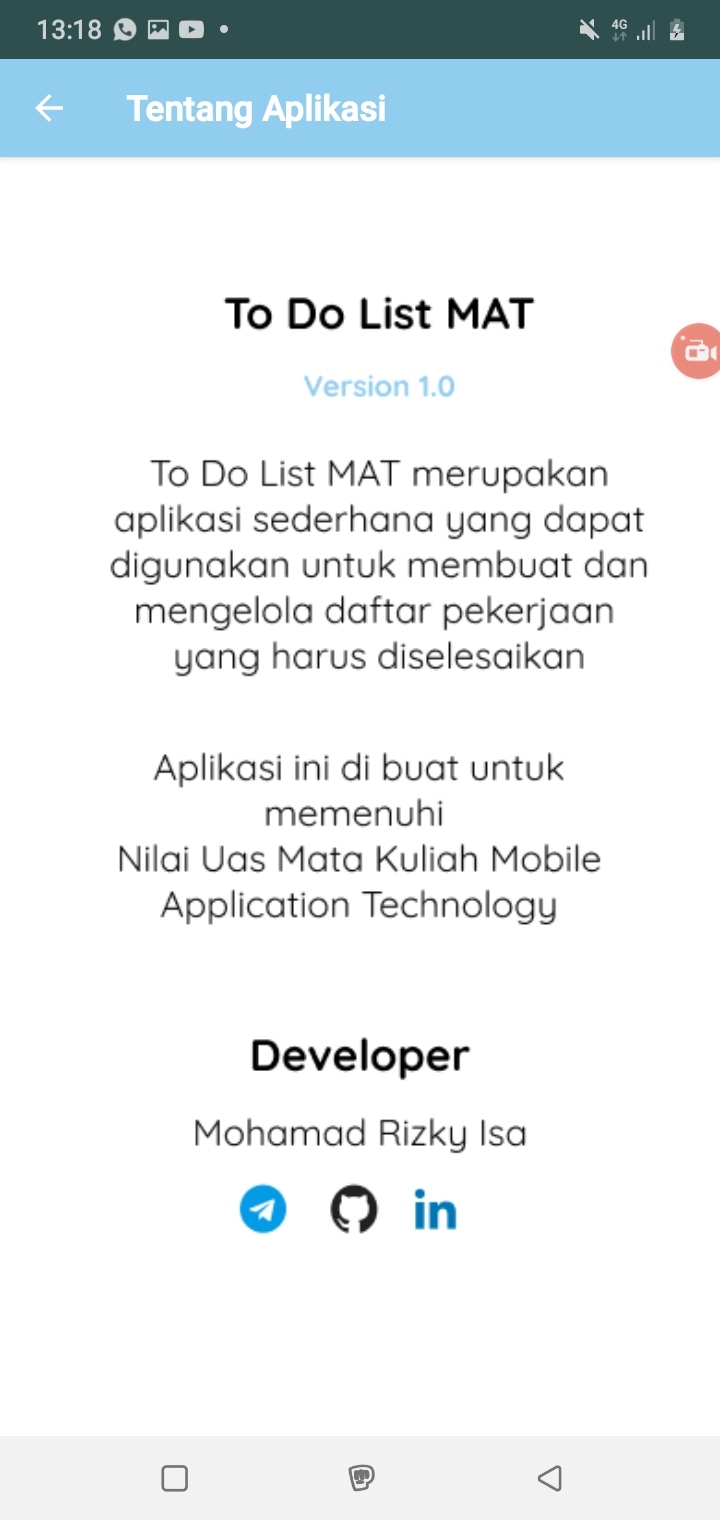 13:18
4G
Tentang Aplikasi
To Do List MAT
Version 1.0
To Do List MAT merupakan
aplikasi sederhana yang dapat
digunakan untuk membuat dan
mengelola daftar pekerjaan
yang harus diselesaikan
Aplikasi ini di buat untuk
memenuhi
Nilai Uas Mata Kuliah Mobile
Application Technology
Developer
Mohamad Rizky Isa
in